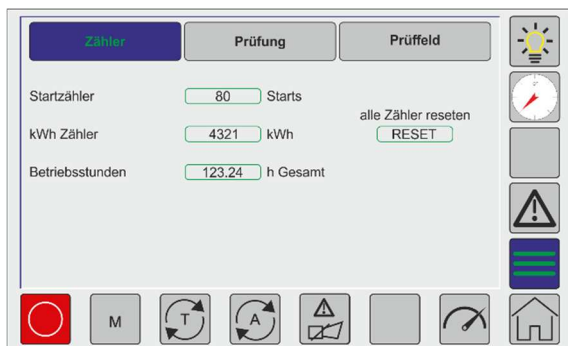 Zähler Prüfung Prüffeld
Startzähler 80 Starts
alle Zähler reseten
kWh Zähler 4321 kWh RESET
Betriebsstunden 123.24 h Gesamt
M T A